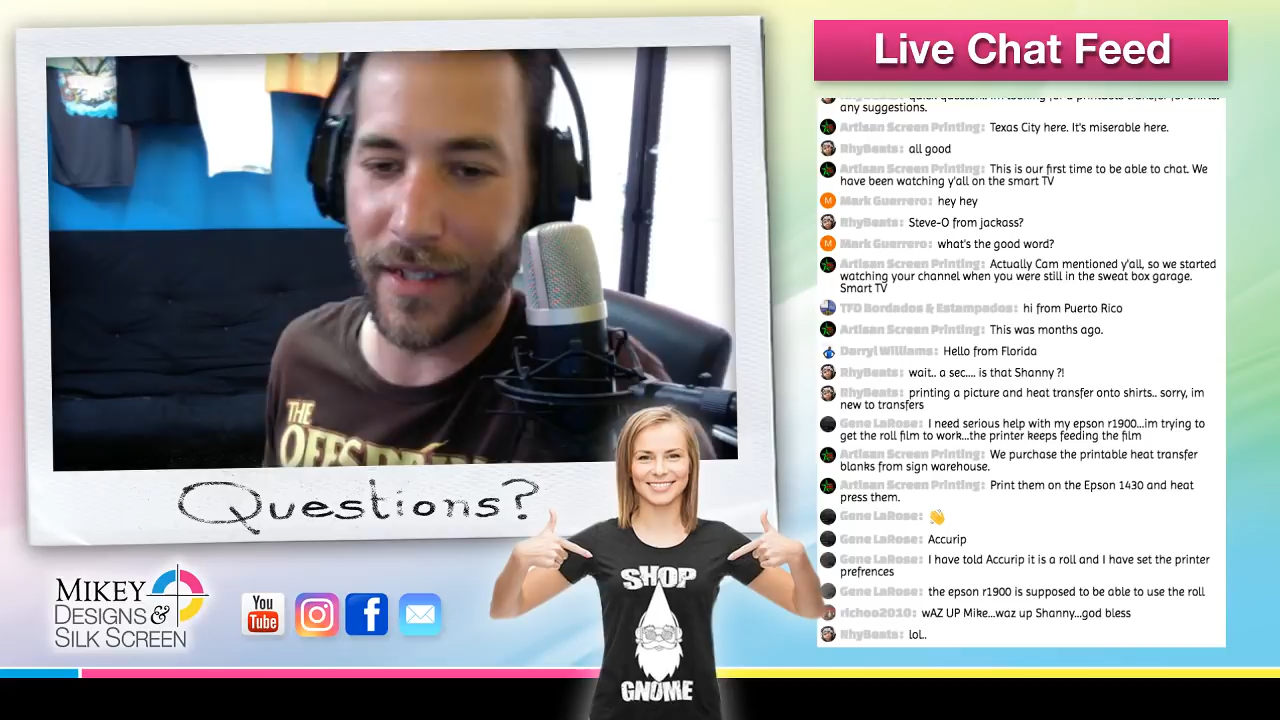 Live Chat Feed
any suggestions.
Artisan Screen Printing: Texas City here. It's miserable here.
RhyBeats: all good
Artisan Screen Printing: This is our first time to be able to chat. We
have been watching y'all on the smart TV
M Mark Guerrero: hey hey
RhyBeats: Steve-O from jackass?
M Mark Guerrero: what's the good word?
Artisan Screen Printing: Actually Cam mentioned y'all, so we started
watching your channel when you were still in the sweat box garage.
Smart TV
TFD Bordados & Estampados: hi from Puerto Rico
Artisan Screen Printing: This was months ago.
Darryl Williams: Hello from Florida
RhyBeats: wait.. a sec.... is that Shanny ?!
RhyBeats: printing a picture and heat transfer onto shirts.. sorry, im
new to transfers
Gene LaRose: I need serious help with my epson r1900...im trying to
get the roll film to work...the printer keeps feeding the film
Artisan Screen Printing: We purchase the printable heat transfer
blanks from sign warehouse.
Artisan Screen Printing: Print them on the Epson 1430 and heat
press them.
Gene LaRose: 👋
Gene LaRose: Accurip
Gene LaRose: I have told Accurip it is a roll and I have set the printer
prefrences
Gene LaRose: the epson r1900 is supposed to be able to use the roll
richoo2010: wAZ UP Mike...waz up Shanny...god bless
RhyBeats: lol..
THE
OFFSPRING
Questions?
SHOP
GNOME
MIKEY
DESIGNS &
SILK SCREEN
You
Tube